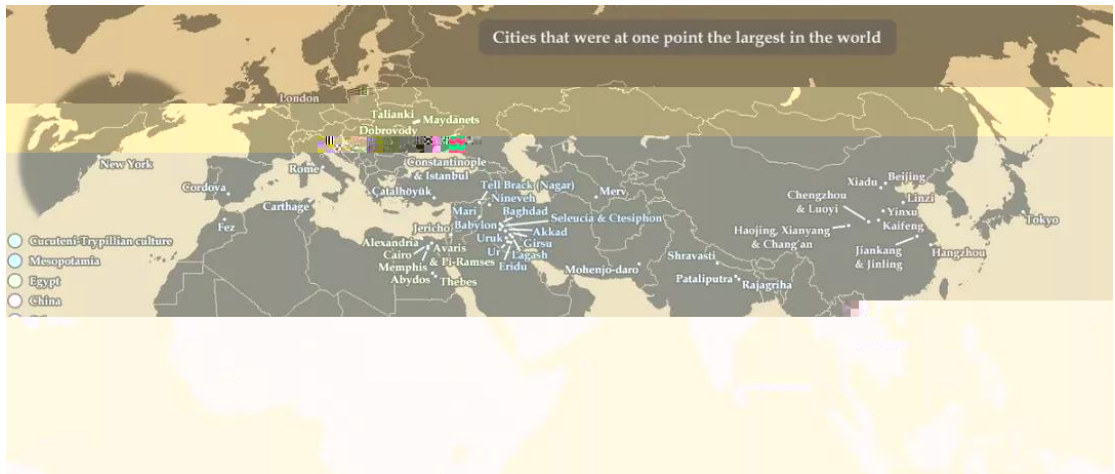 Cities that were at one point the largest in the world
London
Talianki
Maydanets
Dobrovody
New York
Rome
Constantinople
& Istanbul
Cordova
Çatalhöyük
Tell Brack (Nagar)
Nineveh
Merv
Carthage
Mari
Baghdad
Fez
Jericho
Babylon
Seleucia & Ctesiphon
Akkad
Uruk
Girsu
Ur
Lagash
Eridu
Alexandria
Cairo
Avaris
& Pi-Ramses
Memphis
Abydos
Thebes
Mohenjo-daro
Shravasti
Pataliputra
Rajagriha
Beijing
Xiadu
Linzi
Chengzhou
& Luoyi
Yinxu
Kaifeng
Haojing, Xianyang
& Chang'an
Jiankang
& Jinling
Hangzhou
Tokyo
Cucuteni-Trypillian culture
Mesopotamia
Egypt
China